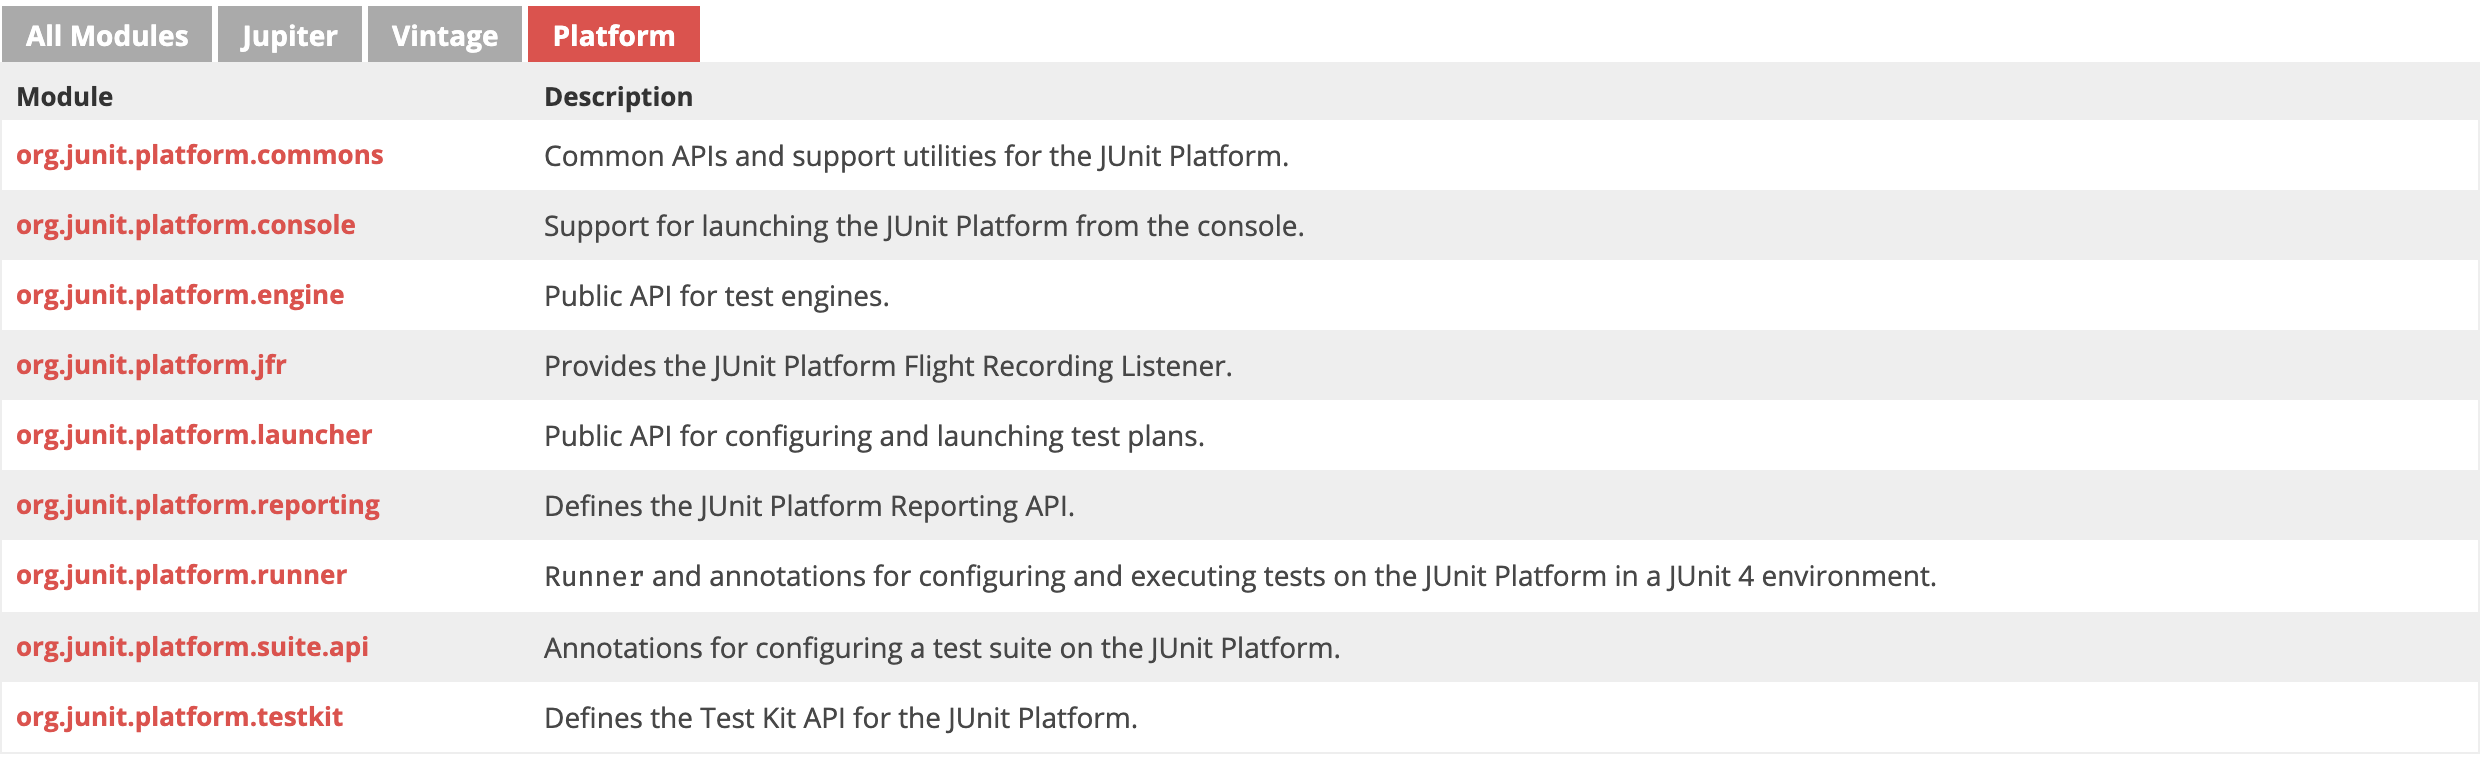 All Modules Jupiter Vintage Platform
Module Description
org.junit.platform.commons Common APIs and support utilities for the JUnit Platform.
org.junit.platform.console Support for launching the JUnit Platform from the console.
org.junit.platform.engine Public API for test engines.
org.junit.platform.jfr Provides the JUnit Platform Flight Recording Listener.
org.junit.platform.launcher Public API for configuring and launching test plans.
org.junit.platform.reporting Defines the JUnit Platform Reporting API.
org.junit.platform.runner Runner and annotations for configuring and executing tests on the JUnit Platform in a JUnit 4 environment.
org.junit.platform.suite.api Annotations for configuring a test suite on the JUnit Platform.
org.junit.platform.testkit Defines the Test Kit API for the JUnit Platform.